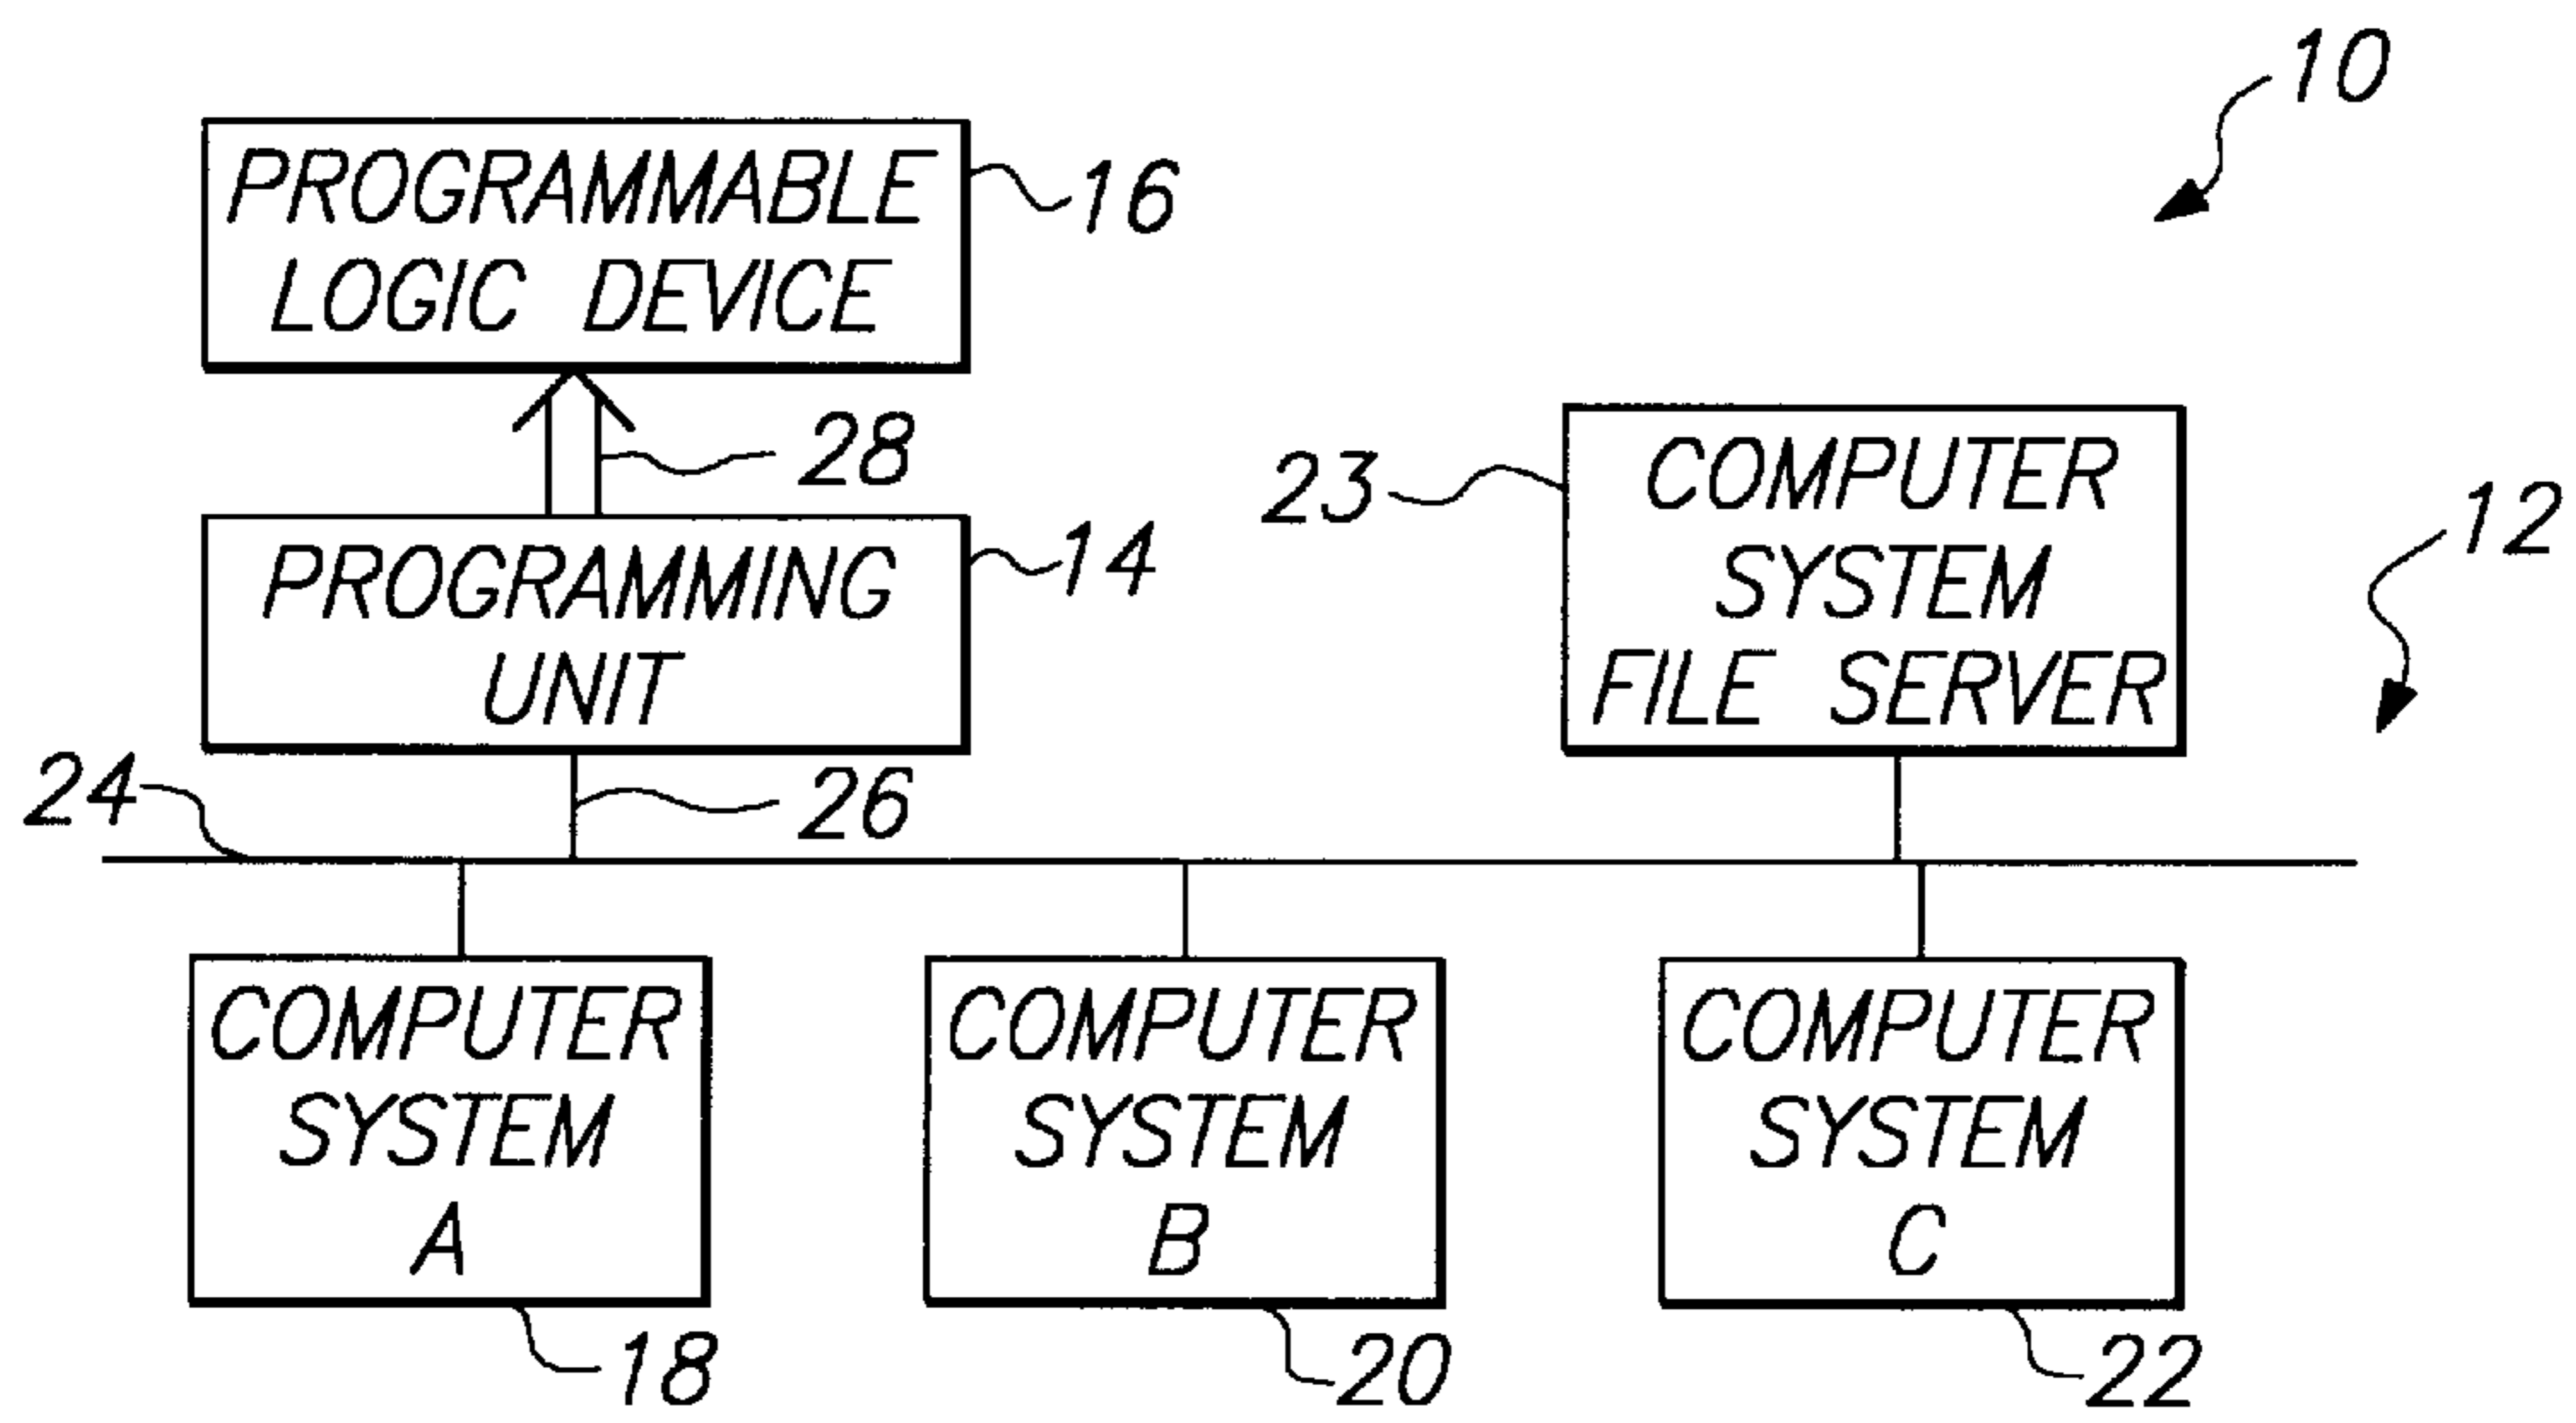 10
PROGRAMMABLE
LOGIC DEVICE
16
28
PROGRAMMING
UNIT
14
23
COMPUTER
SYSTEM
FILE SERVER
12
24
26
COMPUTER
SYSTEM
A
18
COMPUTER
SYSTEM
B
20
COMPUTER
SYSTEM
C
22